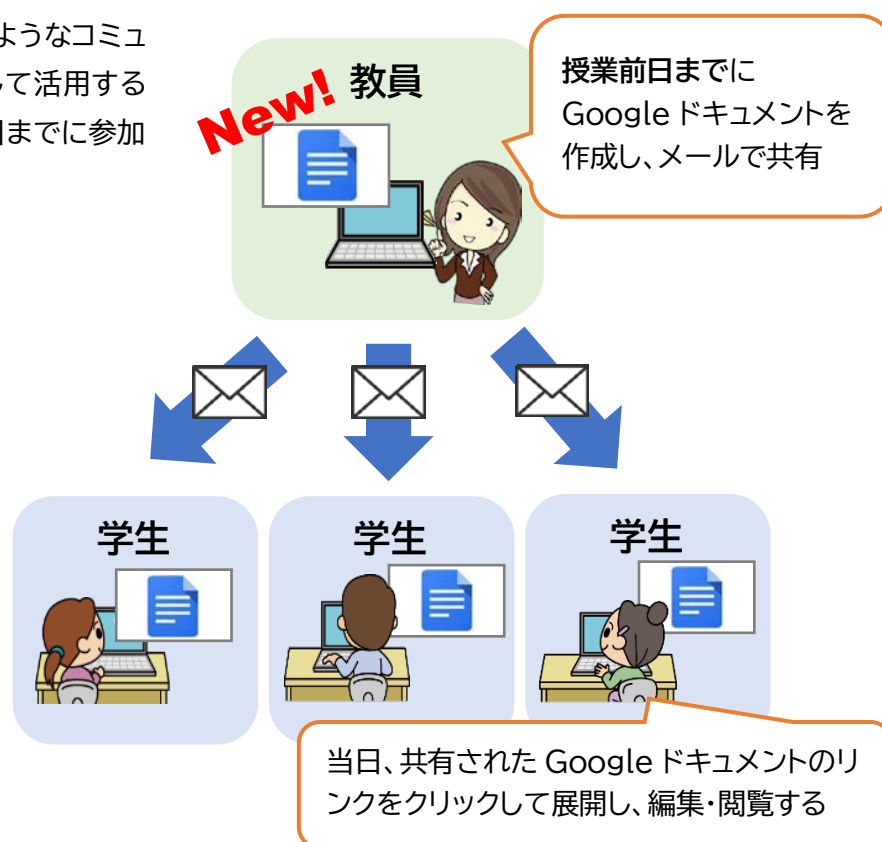 ようなコミュ
して活用する
日までに参加
New!
教員
授業前日までに
Google ドキュメントを
作成し、メールで共有
学生
学生
学生
当日、共有された Google ドキュメントのリ
ンクをクリックして展開し、編集・閲覧する